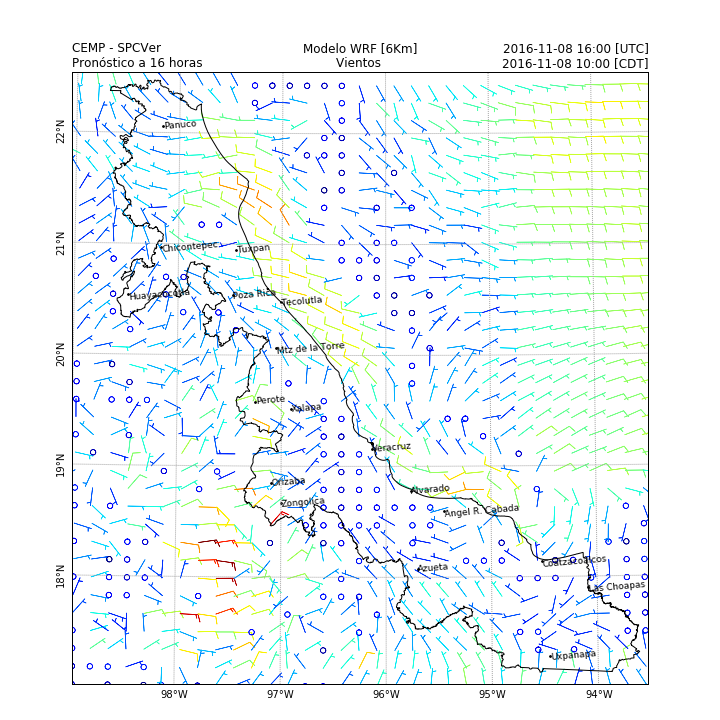 CEMP - SPCVer Modelo WRF [6Km] 2016-11-08 16:00 [UTC]
Pronóstico a 16 horas Vientos 2016-11-08 10:00 [CDT]
22°N
Panuco
21°N
Chicontepec Tuxpan
Huayacocotla Poza Rica Tecolutla
20°N
Mtz de la Torre
Perote
Xalapa
Veracruz
19°N
Orizaba
Alvarado
Zongolica
Angel R. Cabada
Coatzacoalcos
18°N
Azueta
Las Choapas
Uxpanapa
98°W 97°W 96°W 95°W 94°W